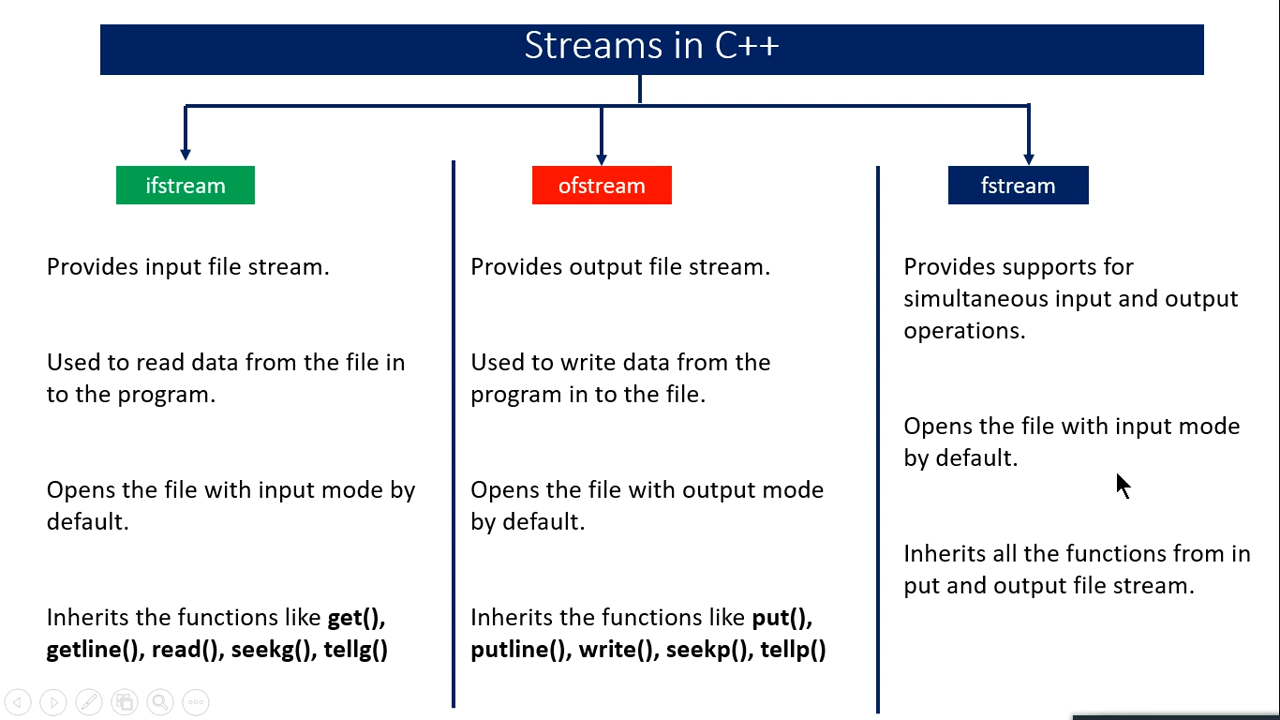 Streams in C++
ifstream
Provides input file stream.
Used to read data from the file in
to the program.
Opens the file with input mode by
default.
Inherits the functions like get(),
getline(), read(), seekg(), tellg()
ofstream
Provides output file stream.
Used to write data from the
program in to the file.
Opens the file with output mode
by default.
Inherits the functions like put(),
putline(), write(), seekp(), tellp()
fstream
Provides supports for
simultaneous input and output
operations.
Opens the file with input mode
by default.
Inherits all the functions from in
put and output file stream.